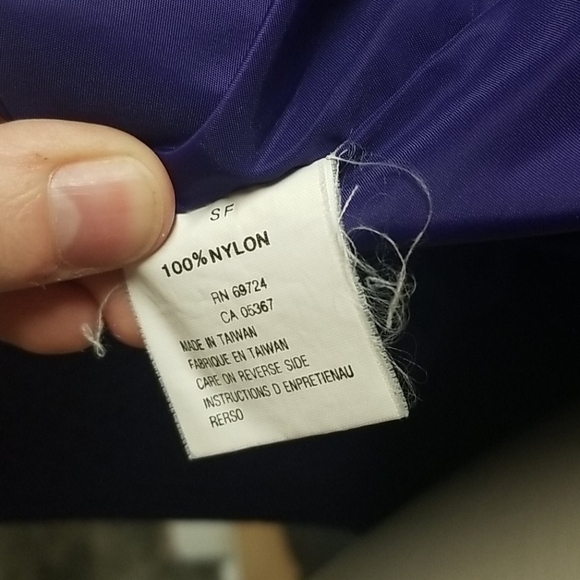 SF
100% NYLON
RN 69724
CA 05367
MADE IN TAIWAN
FABRIQUE EN TAIWAN
CARE ON REVERSE SIDE
INSTRUCTIONS D ENPRETIENAU
RERSO